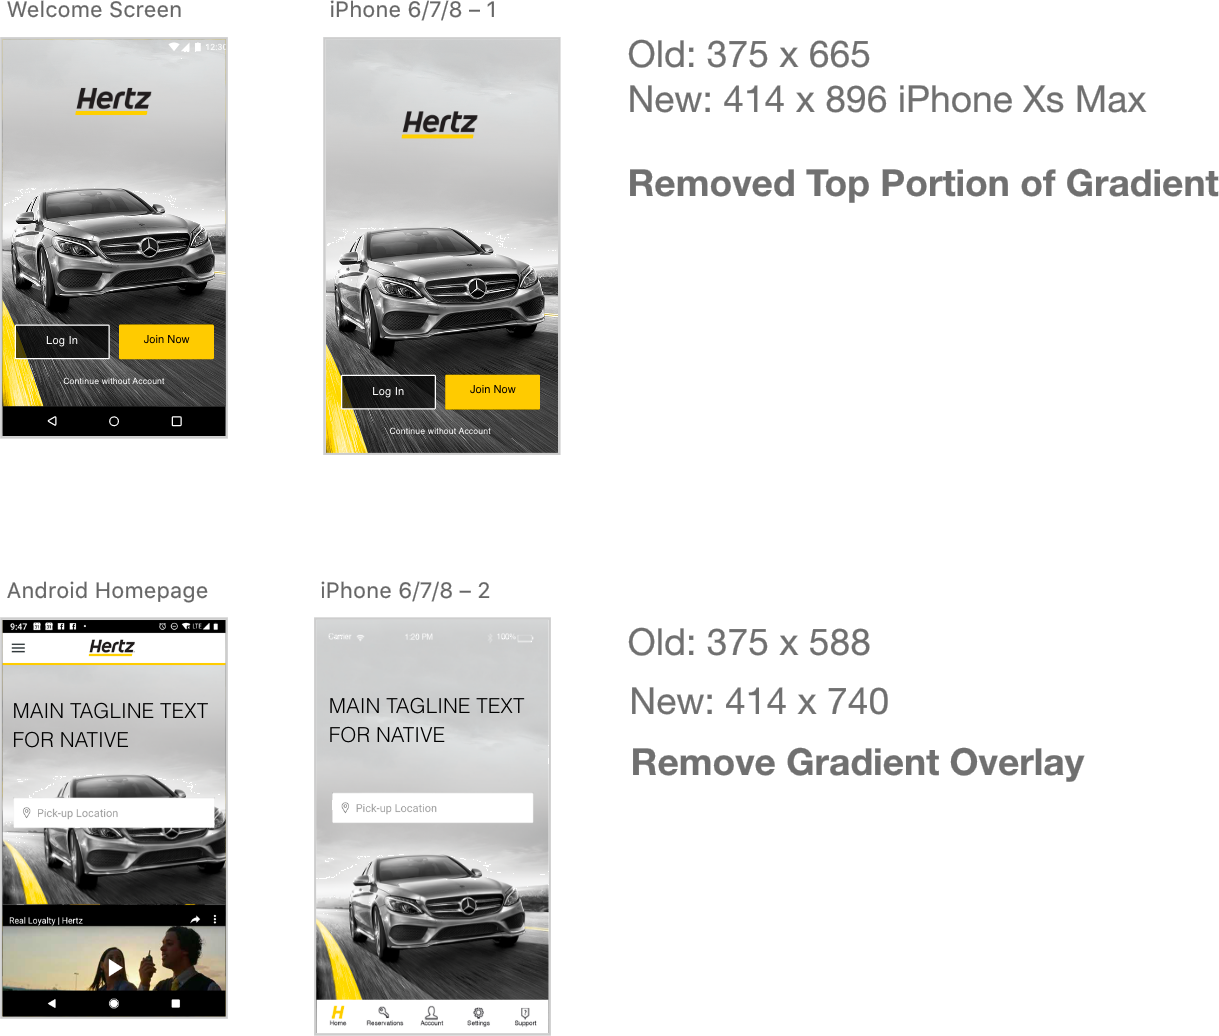 Welcome Screen
iPhone 6/7/8 – 1
12:30
Hertz
Log In
Join Now
Continue without Account
Hertz
Log In
Join Now
Continue without Account
Old: 375 x 665
New: 414 x 896 iPhone Xs Max
Removed Top Portion of Gradient
Android Homepage
iPhone 6/7/8 – 2
9:47
31
31
LTE
Hertz
MAIN TAGLINE TEXT
FOR NATIVE
Pick-up Location
Real Loyalty | Hertz
Carrier
1:20 PM
100%
MAIN TAGLINE TEXT
FOR NATIVE
Pick-up Location
H
Home
Reservations
Account
Settings
Support
Old: 375 x 588
New: 414 x 740
Remove Gradient Overlay